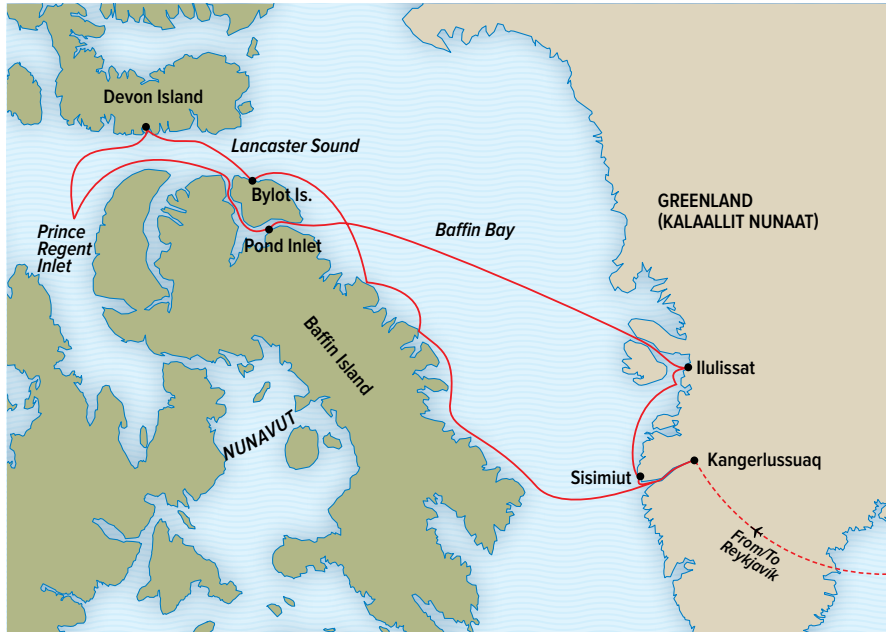 Devon Island
Lancaster Sound
Bylot Is.
Prince
Regent
Inlet
Pond Inlet
Baffin Bay
GREENLAND
(KALAALLIT NUNAAT)
Baffin Island
NUNAVUT
Ilulissat
Kangerlussuaq
Sisimiut
From/To
Reykjavík